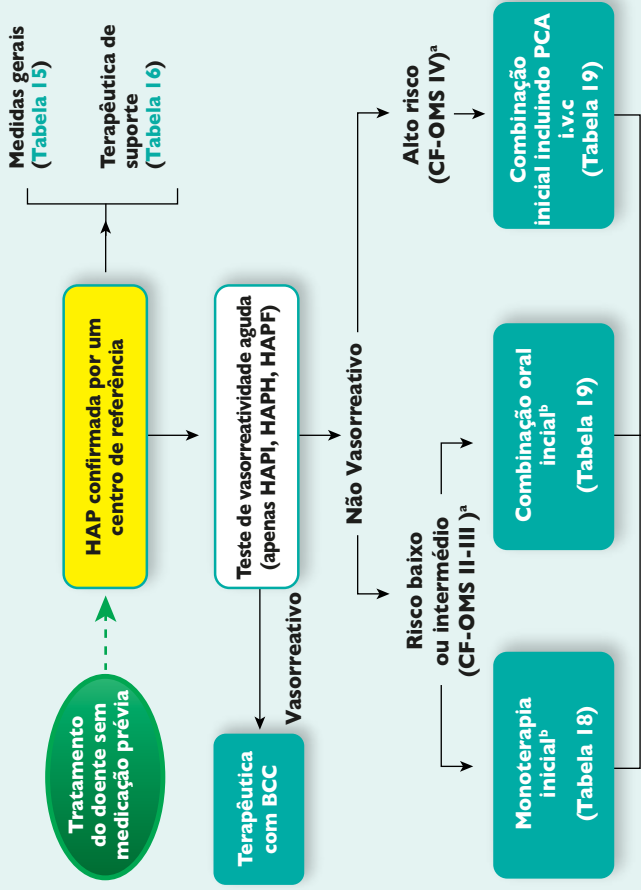 Tratamento
do doente sem
medicação prévia
HAP confirmada por um
centro de referência
Medidas gerais
(Tabela 15)
Terapêutica de
suporte
(Tabela 16)
Teste de vasorreatividade aguda
(apenas HAPI, HAPH, HAPF)
Vasorreativo
Terapêutica
com BCC
Não Vasorreativo
Risco baixo
ou intermédio
(CF-OMS II-III )ᵃ
Alto risco
(CF-OMS IV)ᵃ
Monoterapia
inicialᵇ
(Tabela 18)
Combinação oral
incialᵇ
(Tabela 19)
Combinação
inicial incluindo PCA
i.v.c
(Tabela 19)